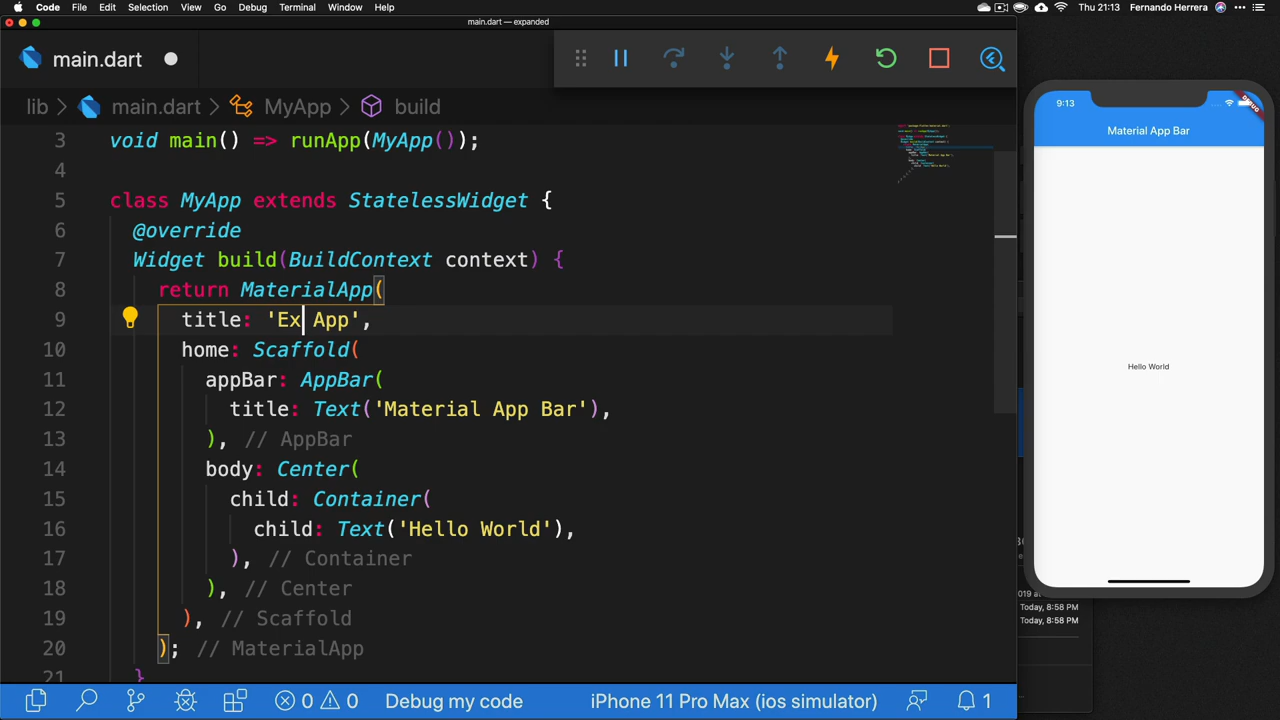 Code File Edit Selection View Go Debug Terminal Window Help Thu 21:13 Fernando Herrera
main.dart — expanded
main.dart
lib > main.dart > MyApp > build
3 void main() => runApp(MyApp());
4
5 class MyApp extends StatelessWidget {
6 @override
7 Widget build(BuildContext context) {
8 return MaterialApp(
9 title: 'Ex App',
10 home: Scaffold(
11 appBar: AppBar(
12 title: Text('Material App Bar'),
13 ), // AppBar
14 body: Center(
15 child: Container(
16 child: Text('Hello World'),
17 ), // Container
18 ), // Center
19 ), // Scaffold
20 ); // MaterialApp
21 }
0 0 Debug my code iPhone 11 Pro Max (ios simulator) 1
9:13
DEBUG
Material App Bar
Hello World
019 at
Today, 8:58 PM
Today, 8:58 PM